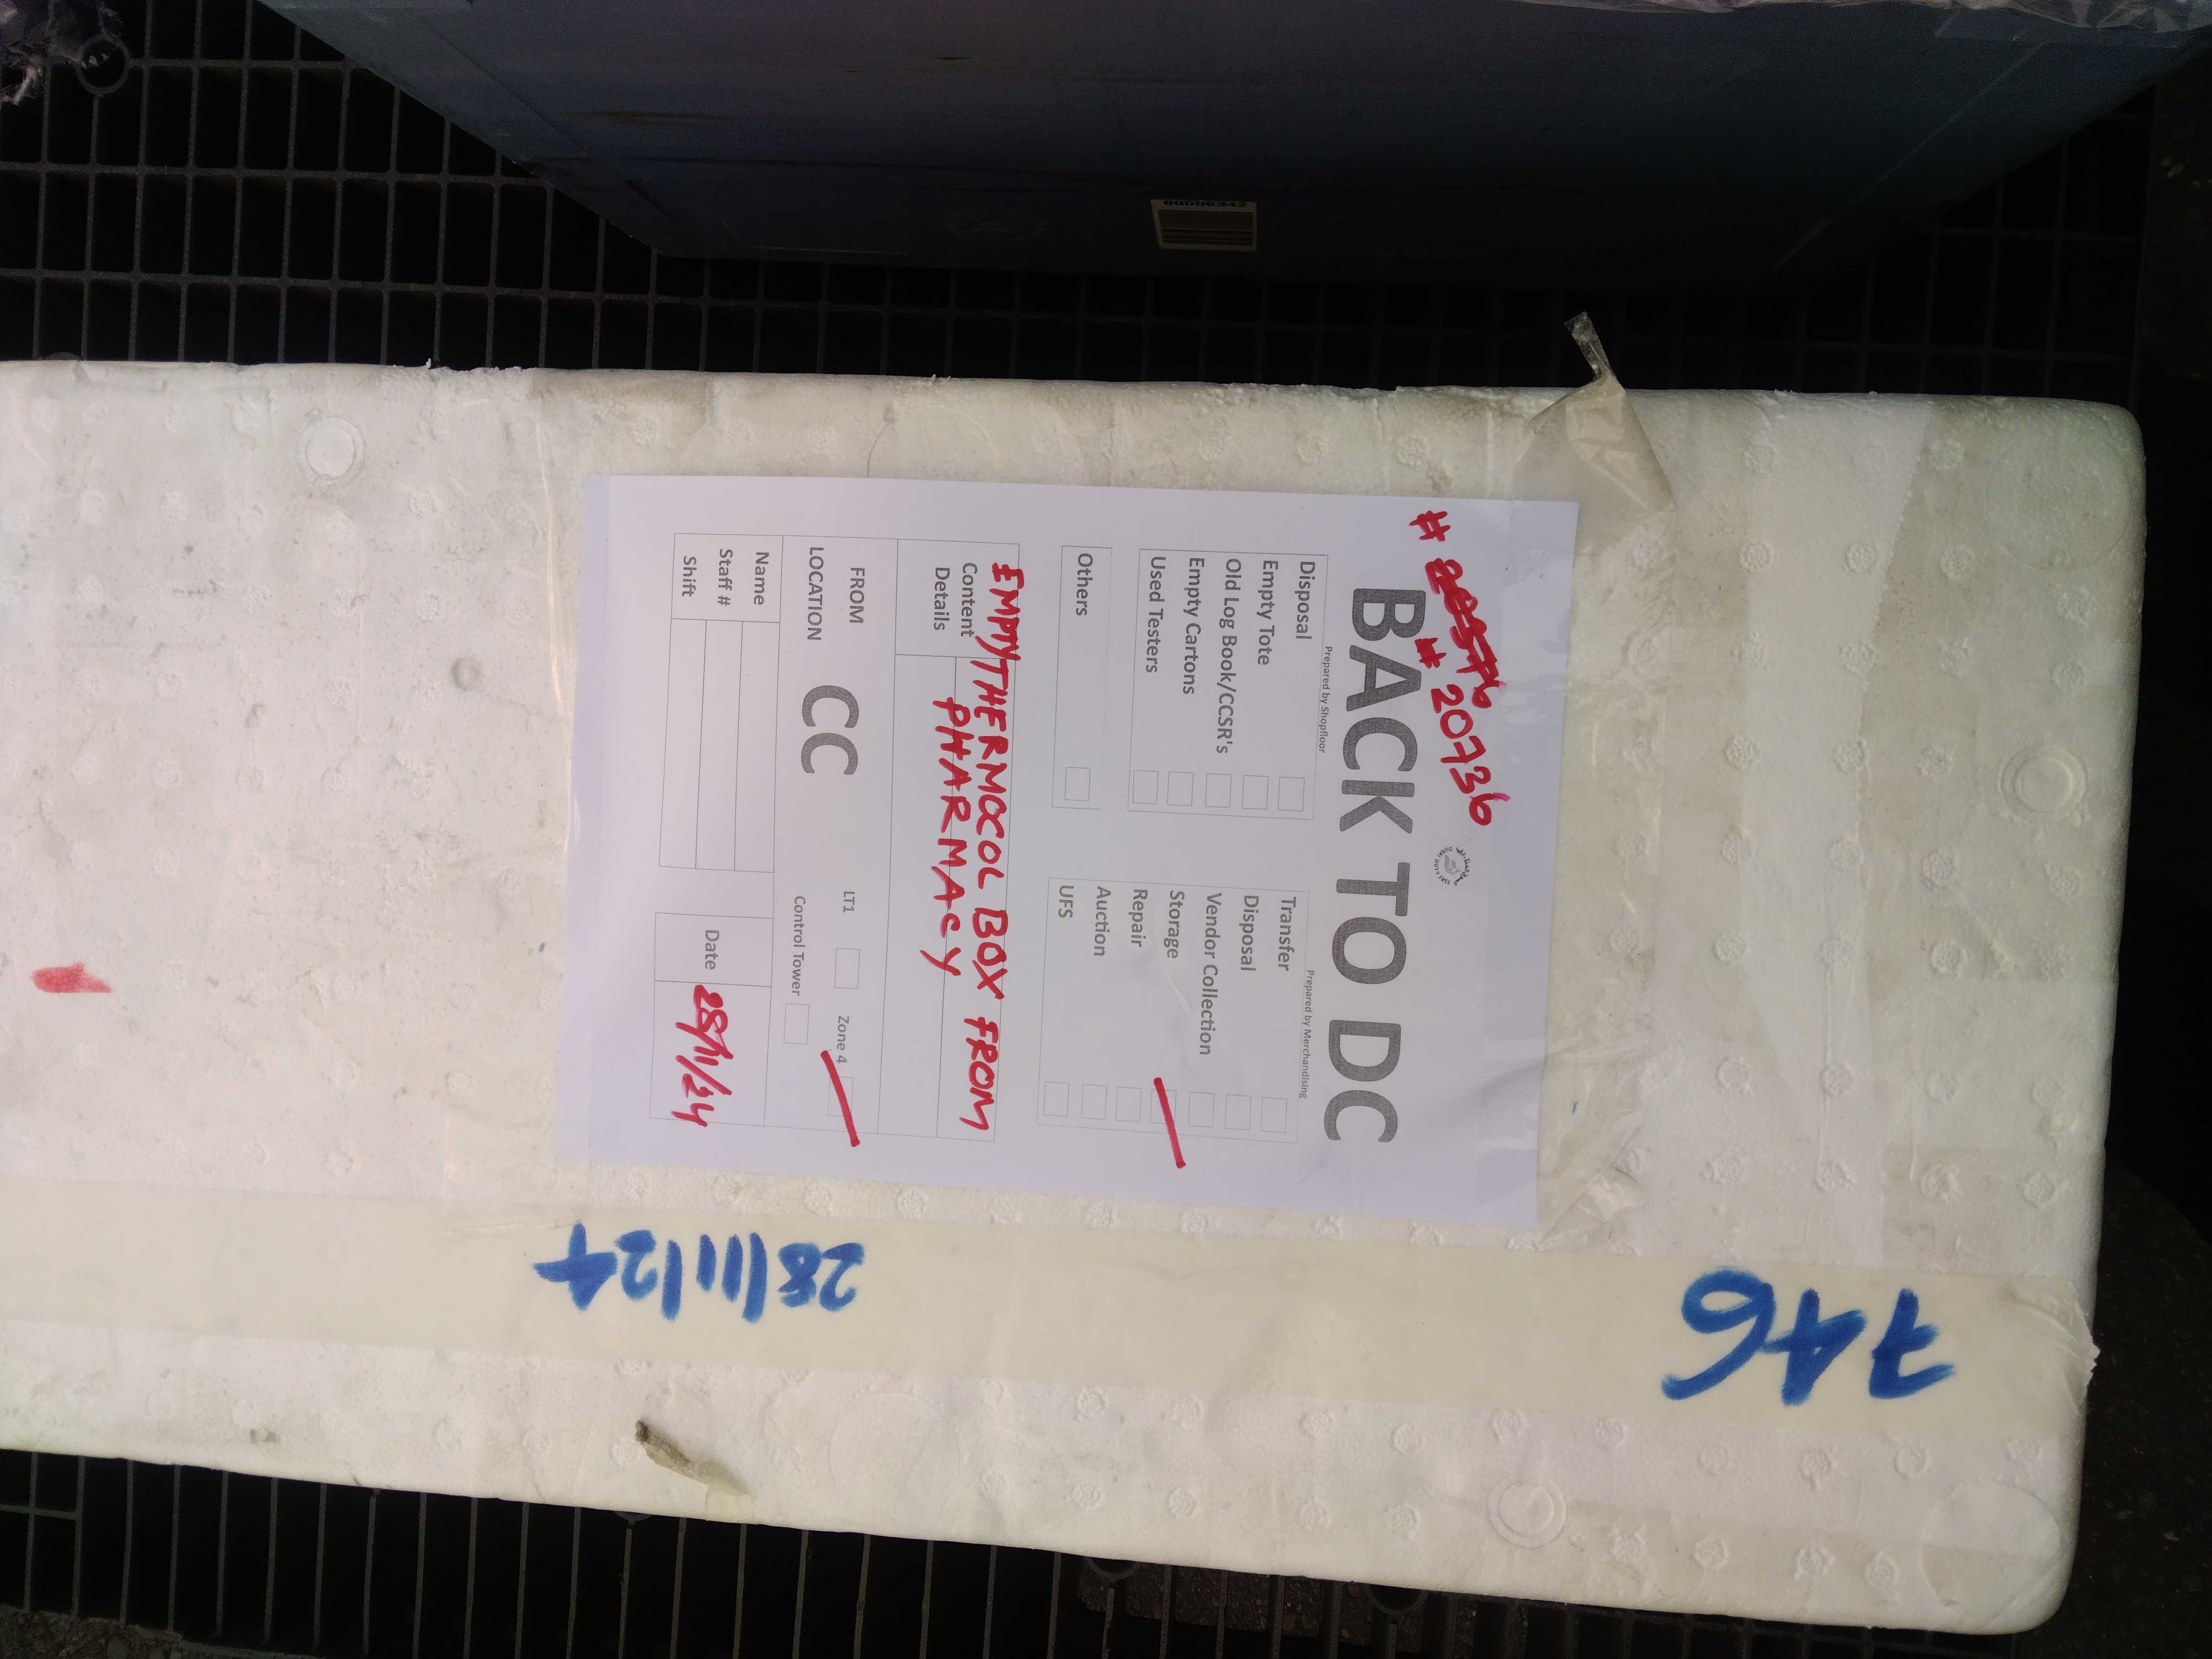 # 20736
BACK TO DC
Prepared by Shopfloor
Disposal
Empty Tote
Old Log Book/CCSR's
Empty Cartons
Used Testers
Others
Prepared by Merchandising
Transfer
Disposal
Vendor Collection
Storage
Repair
Auction
UFS
EMPTY THERMOCOL BOX FROM
Content
Details
PHARMACY
FROM
LOCATION
CC
LT1
Zone 4
Control Tower
Name
Staff #
Shift
Date
28/11/24
28/11/24
746